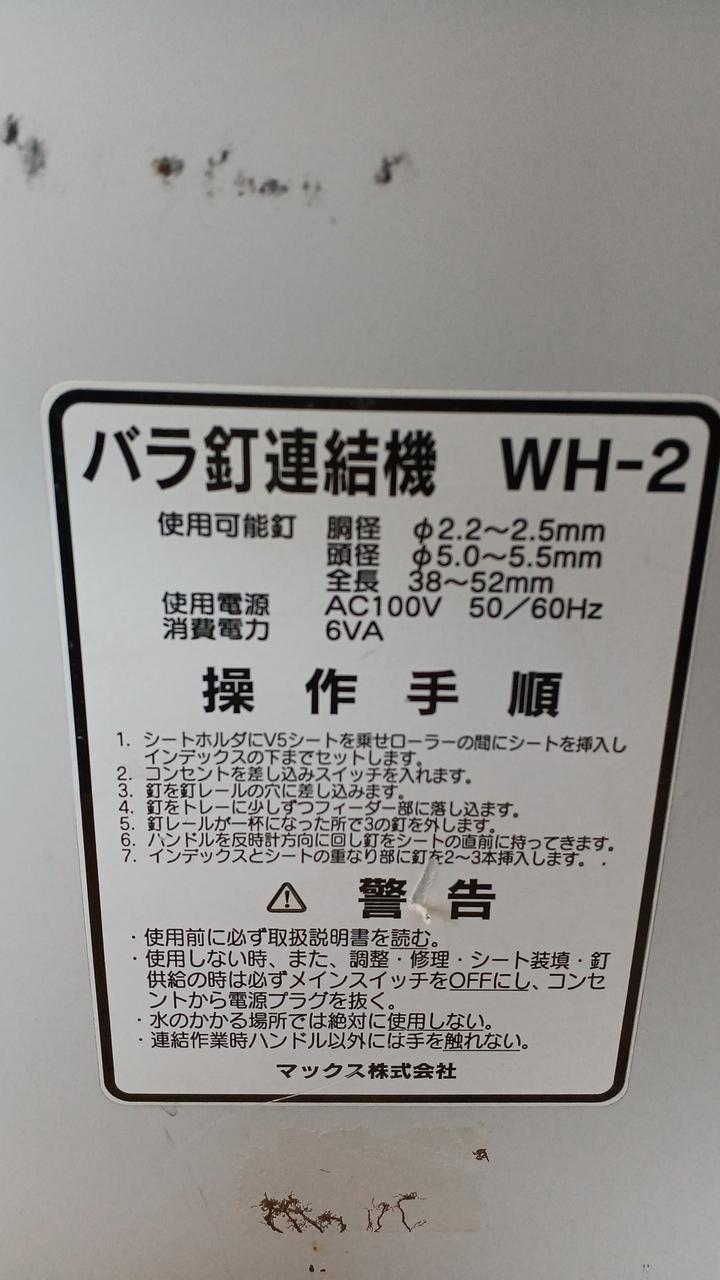 バラ釘連結機 WH-2
使用可能釘 胴径 φ2.2～2.5mm
頭径 φ5.0～5.5mm
全長 38～52mm
使用電源 AC100V 50／60Hz
消費電力 6VA
操作手順
1. シートホルダにV5シートを乗せローラーの間にシートを挿入し
インデックスの下までセットします。
2. コンセントを差し込みスイッチを入れます。
3. 釘を釘レールの穴に差し込みます。
4. 釘をトレーに少しずつフィーダー部に落し込ます。
5. 釘レールが一杯になった所で3の釘を外します。
6. ハンドルを反時計方向に回し釘をシートの直前に持ってきます。
7. インデックスとシートの重なり部に釘を2～3本挿入します。
⚠ 警告
・使用前に必ず取扱説明書を読む。
・使用しない時、また、調整・修理・シート装填・釘
供給の時は必ずメインスイッチをOFFにし、コンセ
ントから電源プラグを抜く。
・水のかかる場所では絶対に使用しない。
・連結作業時ハンドル以外には手を触れない。
マックス株式会社